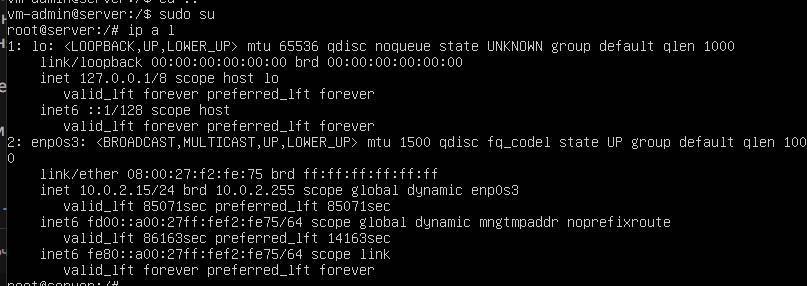 vm-admin@server:/$ cd ..
vm-admin@server:/$ sudo su
root@server:/# ip a l
1: lo: <LOOPBACK,UP,LOWER_UP> mtu 65536 qdisc noqueue state UNKNOWN group default qlen 1000
    link/loopback 00:00:00:00:00:00 brd 00:00:00:00:00:00
    inet 127.0.0.1/8 scope host lo
       valid_lft forever preferred_lft forever
    inet6 ::1/128 scope host
       valid_lft forever preferred_lft forever
2: enp0s3: <BROADCAST,MULTICAST,UP,LOWER_UP> mtu 1500 qdisc fq_codel state UP group default qlen 100
0
    link/ether 08:00:27:f2:fe:75 brd ff:ff:ff:ff:ff:ff
    inet 10.0.2.15/24 brd 10.0.2.255 scope global dynamic enp0s3
       valid_lft 85071sec preferred_lft 85071sec
    inet6 fd00::a00:27ff:fef2:fe75/64 scope global dynamic mngtmpaddr noprefixroute
       valid_lft 86163sec preferred_lft 14163sec
    inet6 fe80::a00:27ff:fef2:fe75/64 scope link
       valid_lft forever preferred_lft forever
root@server:/#